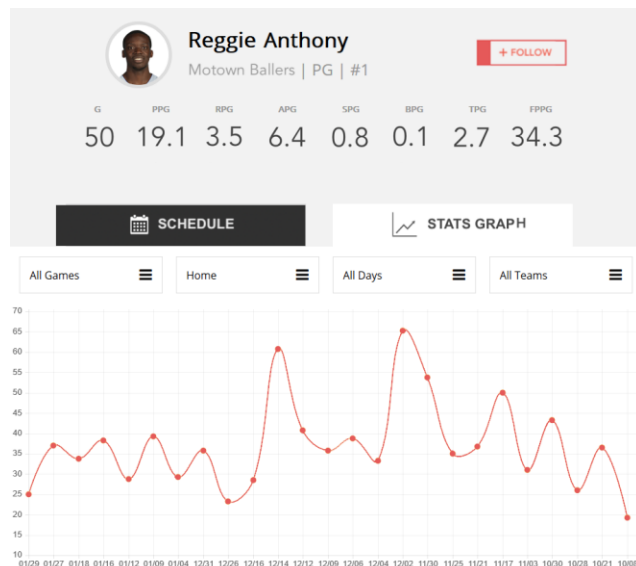 Reggie Anthony
Motown Ballers | PG | #1
+ FOLLOW
G PPG RPG APG SPG BPG TPG FPPG
50 19.1 3.5 6.4 0.8 0.1 2.7 34.3
SCHEDULE STATS GRAPH
All Games Home All Days All Teams
70
65
60
55
50
45
40
35
30
25
20
15
10
01/29 01/27 01/18 01/16 01/12 01/09 01/04 12/31 12/26 12/16 12/14 12/12 12/09 12/06 12/04 12/02 11/30 11/25 11/21 11/17 11/03 10/30 10/28 10/21 10/08